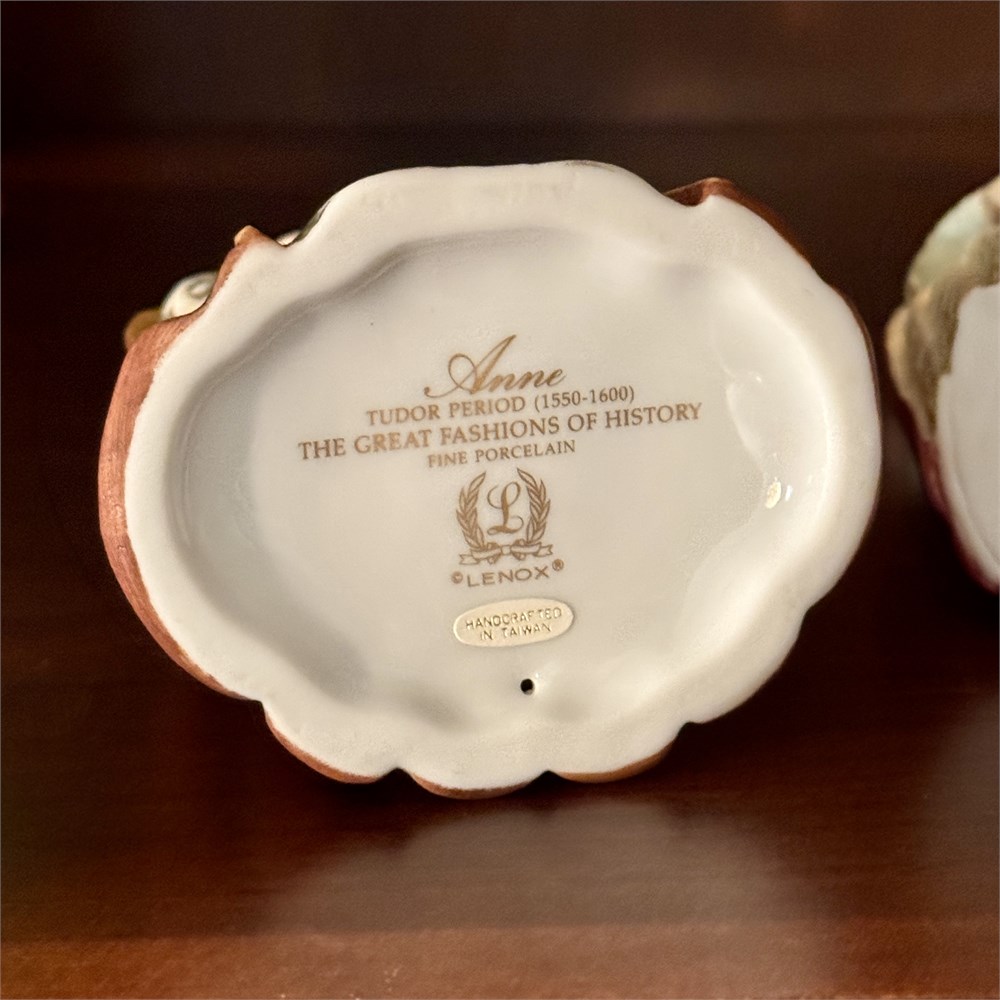 Anne
TUDOR PERIOD (1550-1600)
THE GREAT FASHIONS OF HISTORY
FINE PORCELAIN
L
©LENOX®
HANDCRAFTED
IN TAIWAN